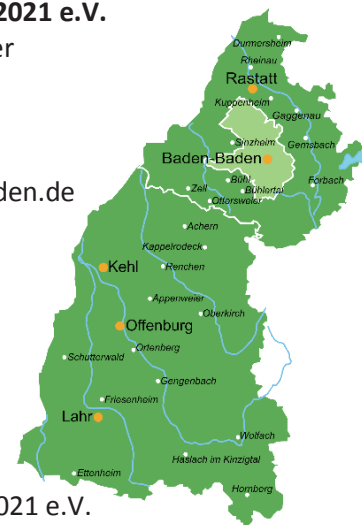 2021 e.V.
er
den.de
021 e.V.
Durmersheim
Rheinau
Rastatt
Kuppenheim
Gaggenau
Sinzheim
Gernsbach
Baden-Baden
Bühl
Forbach
Zell
Bühlertal
Ottersweier
Achern
Kappelrodeck
Renchen
Kehl
Appenweier
Oberkirch
Offenburg
Ortenberg
Schutterwald
Gengenbach
Friesenheim
Lahr
Wolfach
Haslach im Kinzigtal
Ettenheim
Hornberg